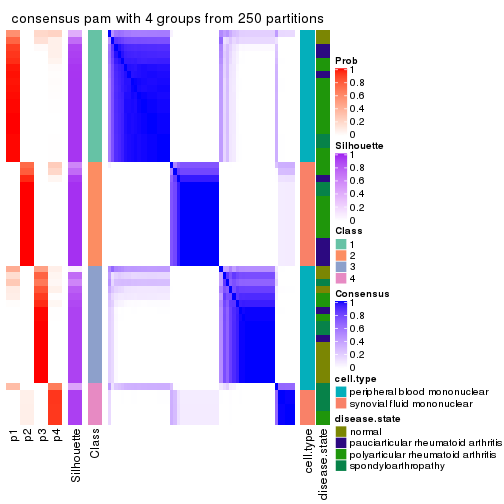 consensus pam with 4 groups from 250 partitions
Prob
1
0.8
0.6
0.4
0.2
0
Silhouette
1
0.8
0.6
0.4
0.2
0
Class
1
2
3
4
Consensus
1
0.8
0.6
0.4
0.2
0
cell.type
peripheral blood mononuclear
synovial fluid mononuclear
disease.state
normal
pauciarticular rheumatoid arthritis
polyarticular rheumatoid arthritis
spondyloarthropathy
p1
p2
p3
p4
Silhouette
Class
cell.type
disease.state